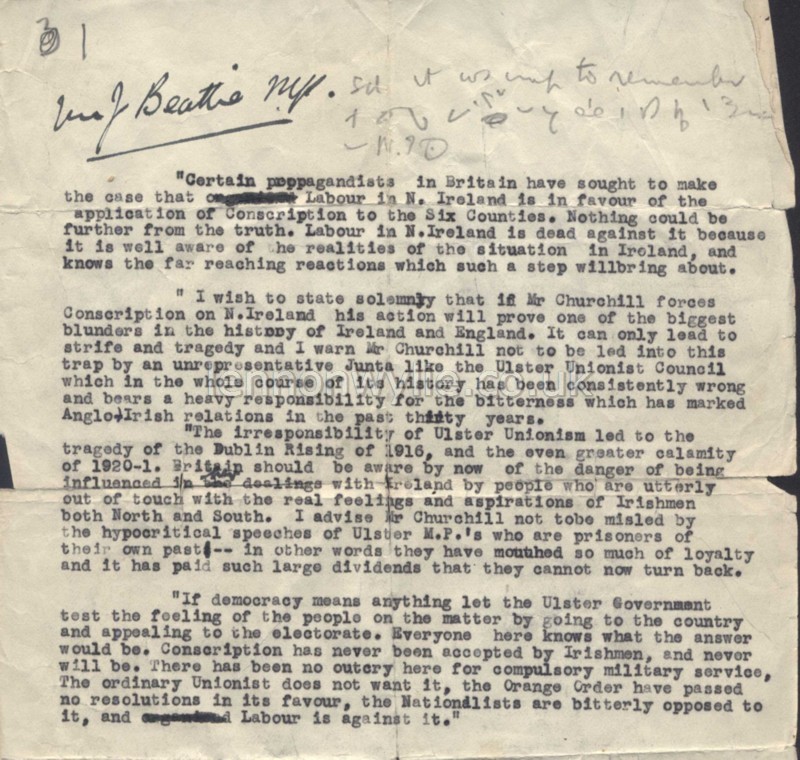 31
Mr J Beattie M.P.
sd it ws imp to remember
"Certain propagandists in Britain have sought to make
the case that organised Labour in N. Ireland is in favour of the
application of Conscription to the Six Counties. Nothing could be
further from the truth. Labour in N.Ireland is dead against it because
it is well aware of the realities of the situation in Ireland, and
knows the far reaching reactions which such a step willbring about.
" I wish to state solemnly that if Mr Churchill forces
Conscription on N.Ireland his action will prove one of the biggest
blunders in the history of Ireland and England. It can only lead to
strife and tragedy and I warn Mr Churchill not to be led into this
trap by an unrepresentative Junta like the Ulster Unionist Council
which in the whole course of its history has been consistently wrong
and bears a heavy responsibility for the bitterness which has marked
Anglo-Irish relations in the past thirty years.
"The irresponsibility of Ulster Unionism led to the
tragedy of the Dublin Rising of 1916, and the even greater calamity
of 1920-1. Britain should be aware by now of the danger of being
influenced in dealings with Ireland by people who are utterly
out of touch with the real feelings and aspirations of Irishmen
both North and South. I advise Mr Churchill not tobe misled by
the hypocritical speeches of Ulster M.P.'s who are prisoners of
their own past -- in other words they have mouthed so much of loyalty
and it has paid such large dividends that they cannot now turn back.
"If democracy means anything let the Ulster Government
test the feeling of the people on the matter by going to the country
and appealing to the electorate. Everyone here knows what the answer
would be. Conscription has never been accepted by Irishmen, and never
will be. There has been no outcry here for compulsory military service,
The ordinary Unionist does not want it, the Orange Order have passed
no resolutions in its favour, the Nationilists are bitterly opposed to
it, and organised Labour is against it."